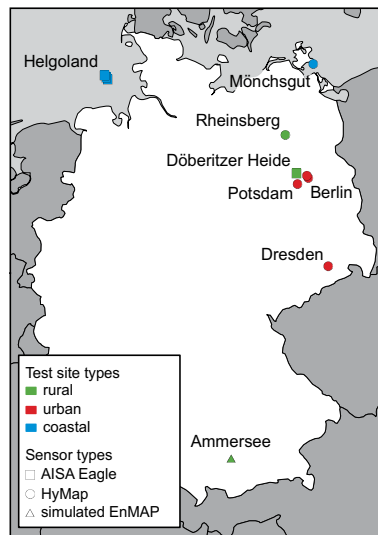 Helgoland
Mönchsgut
Rheinsberg
Döberitzer Heide
Potsdam
Berlin
Dresden
Ammersee
Test site types
rural
urban
coastal
Sensor types
AISA Eagle
HyMap
simulated EnMAP